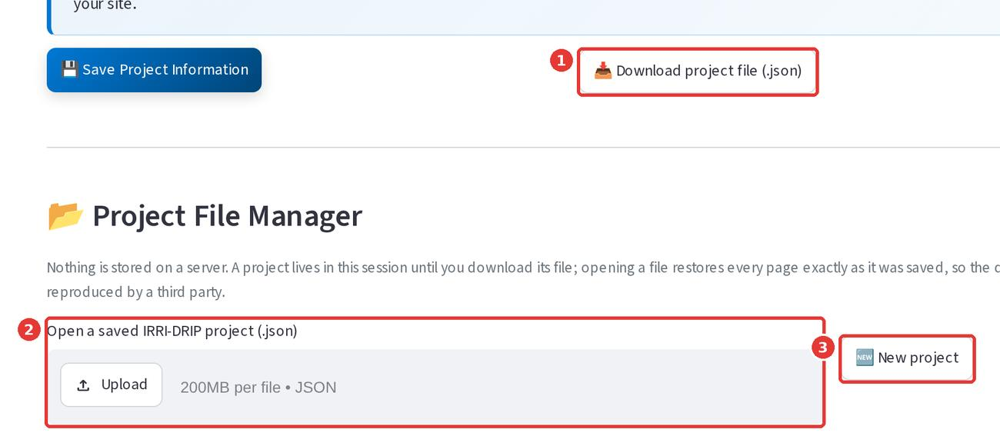 your site.
💾 Save Project Information
1
📥 Download project file (.json)
📂 Project File Manager
Nothing is stored on a server. A project lives in this session until you download its file; opening a file restores every page exactly as it was saved, so the
reproduced by a third party.
2
Open a saved IRRI-DRIP project (.json)
Upload
200MB per file • JSON
3
🆕 New project